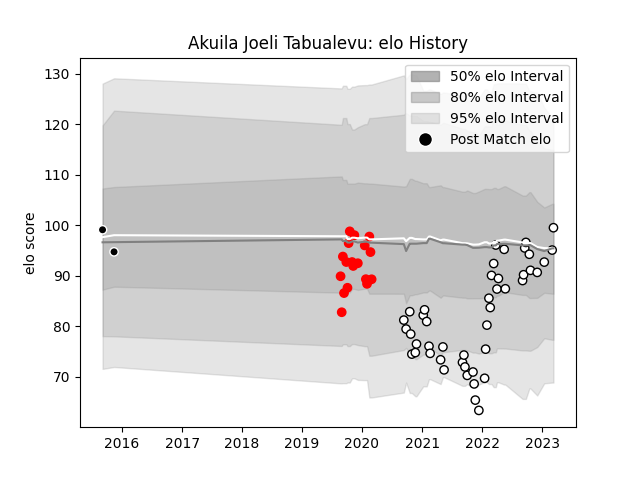 Akuila Joeli Tabualevu: elo History
130
120
110
100
90
80
70
elo score
50% elo Interval
80% elo Interval
95% elo Interval
Post Match elo
2016 2017 2018 2019 2020 2021 2022 2023